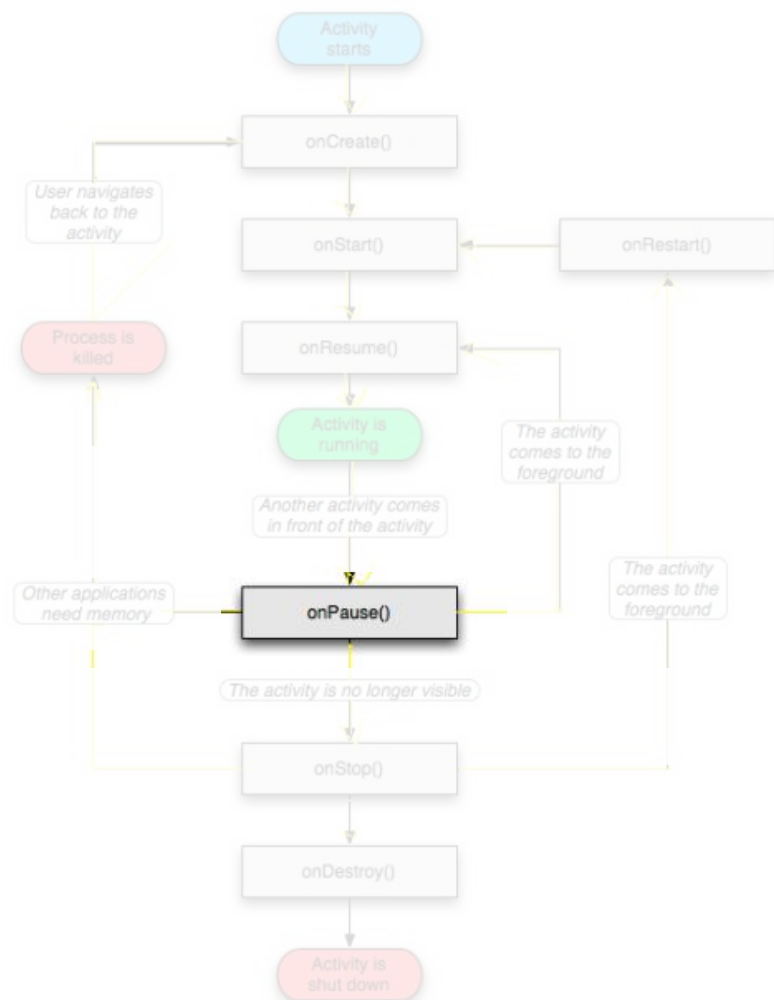 Activity
starts
onCreate()
User navigates
back to the
activity
onStart()
onRestart()
Process is
killed
onResume()
Activity is
running
The activity
comes to the
foreground
Another activity comes
in front of the activity
The activity
comes to the
foreground
Other applications
need memory
onPause()
The activity is no longer visible
onStop()
onDestroy()
Activity is
shut down